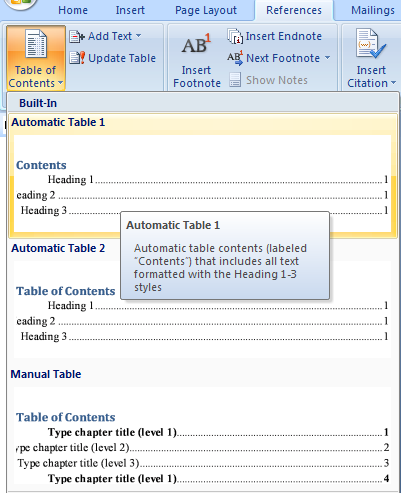 Home Insert Page Layout References Mailings
Table of Contents
Add Text
Update Table
AB1
Insert Footnote
Insert Endnote
AB1 Next Footnote
Show Notes
Insert Citation
Built-In
Automatic Table 1
Contents
Heading 1 1
eading 2 1
Heading 3 1
Automatic Table 1
Automatic table contents (labeled
“Contents”) that includes all text
formatted with the Heading 1-3
styles
Automatic Table 2
Table of Contents
Heading 1 1
eading 2 1
Heading 3 1
Manual Table
Table of Contents
Type chapter title (level 1) 1
ype chapter title (level 2) 2
Type chapter title (level 3) 3
Type chapter title (level 1) 4